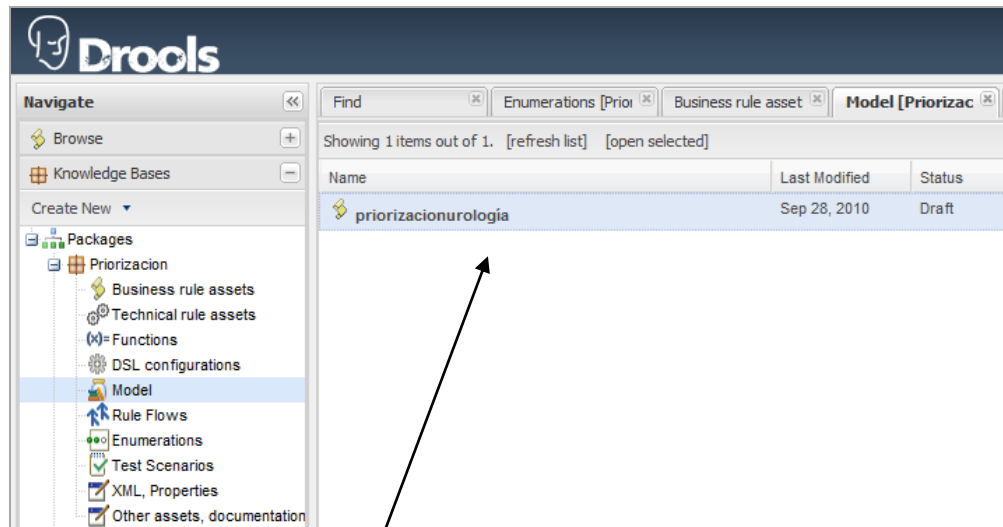 Drools
Navigate
Browse
Knowledge Bases
Create New
Packages
Priorizacion
Business rule assets
Technical rule assets
(x)= Functions
DSL configurations
Model
Rule Flows
Enumerations
Test Scenarios
XML, Properties
Other assets, documentation
Find Enumerations [Prior Business rule asset Model [Priorizac
Showing 1 items out of 1. [refresh list] [open selected]
Name Last Modified Status
priorizacionurología Sep 28, 2010 Draft